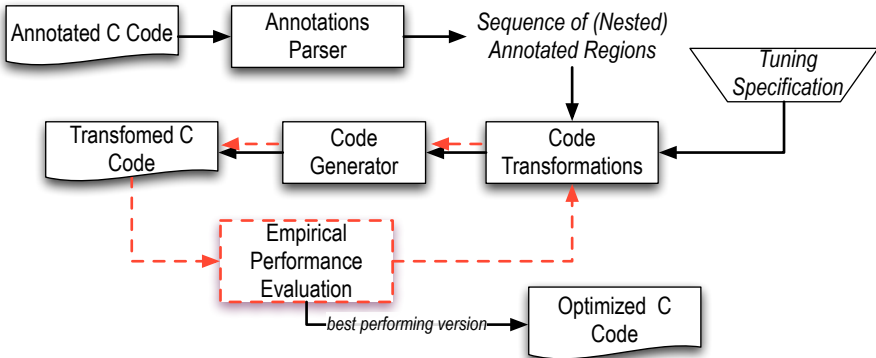 Annotated C Code
Annotations
Parser
Sequence of (Nested)
Annotated Regions
Tuning
Specification
Transfomed C
Code
Code
Generator
Code
Transformations
Empirical
Performance
Evaluation
best performing version
Optimized C
Code